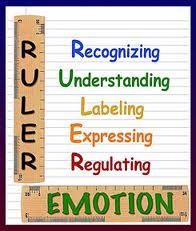 RULER
Recognizing
Understanding
Labeling
Expressing
Regulating
EMOTION